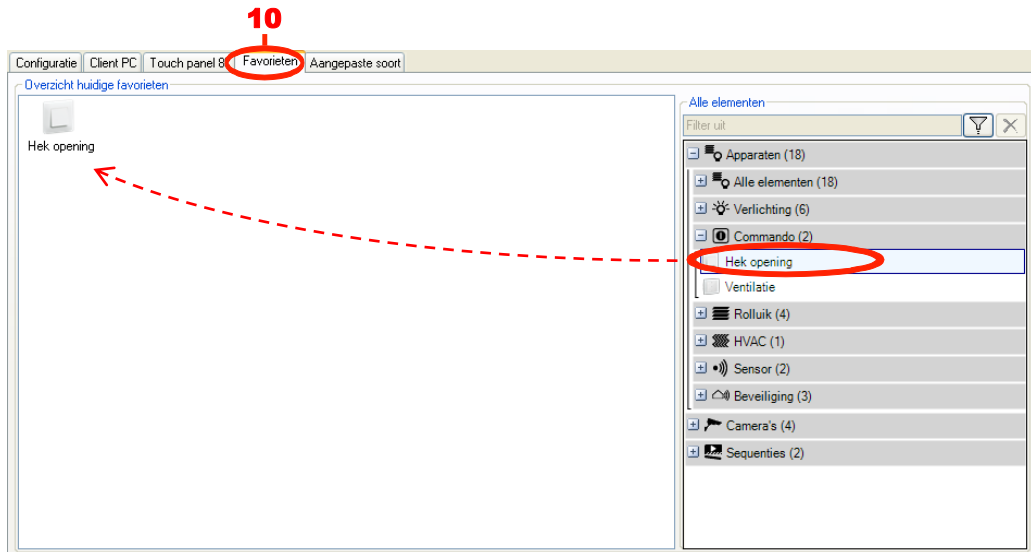 10
Configuratie Client PC Touch panel 8 Favorieten Aangepaste soort
Overzicht huidige favorieten
Hek opening
Alle elementen
Filter uit
Apparaten (18)
Alle elementen (18)
Verlichting (6)
Commando (2)
Hek opening
Ventilatie
Rolluik (4)
HVAC (1)
Sensor (2)
Beveiliging (3)
Camera's (4)
Sequenties (2)